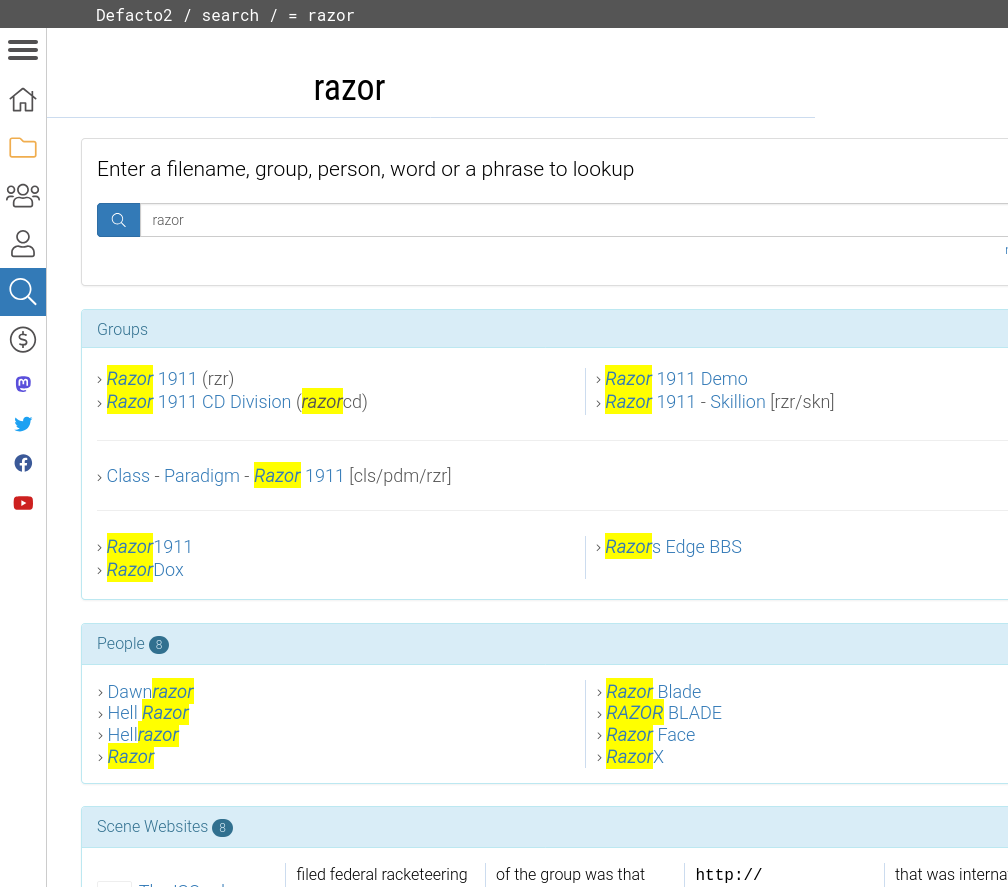 Defacto2 / search / = razor
razor
Enter a filename, group, person, word or a phrase to lookup
razor
Groups
› Razor 1911 (rzr)
› Razor 1911 CD Division (razorcd)
› Razor 1911 Demo
› Razor 1911 - Skillion [rzr/skn]
› Class - Paradigm - Razor 1911 [cls/pdm/rzr]
› Razor1911
› RazorDox
› Razors Edge BBS
People 8
› Dawnrazor
› Hell Razor
› Hellrazor
› Razor
› Razor Blade
› RAZOR BLADE
› Razor Face
› RazorX
Scene Websites 8
filed federal racketeering
of the group was that
http://
that was interna